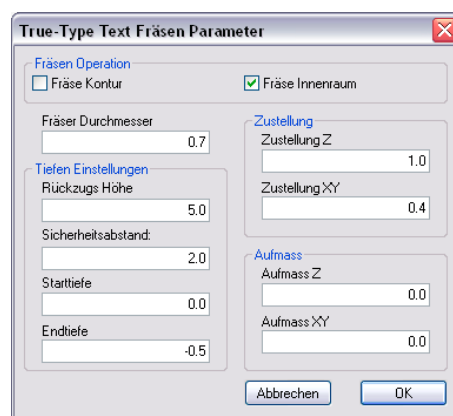 True-Type Text Fräsen Parameter
Fräsen Operation
Fräse Kontur
Fräse Innenraum
Fräser Durchmesser
0.7
Tiefen Einstellungen
Rückzugs Höhe
5.0
Sicherheitsabstand:
2.0
Starttiefe
0.0
Endtiefe
-0.5
Zustellung
Zustellung Z
1.0
Zustellung XY
0.4
Aufmass
Aufmass Z
0.0
Aufmass XY
0.0
Abbrechen
OK